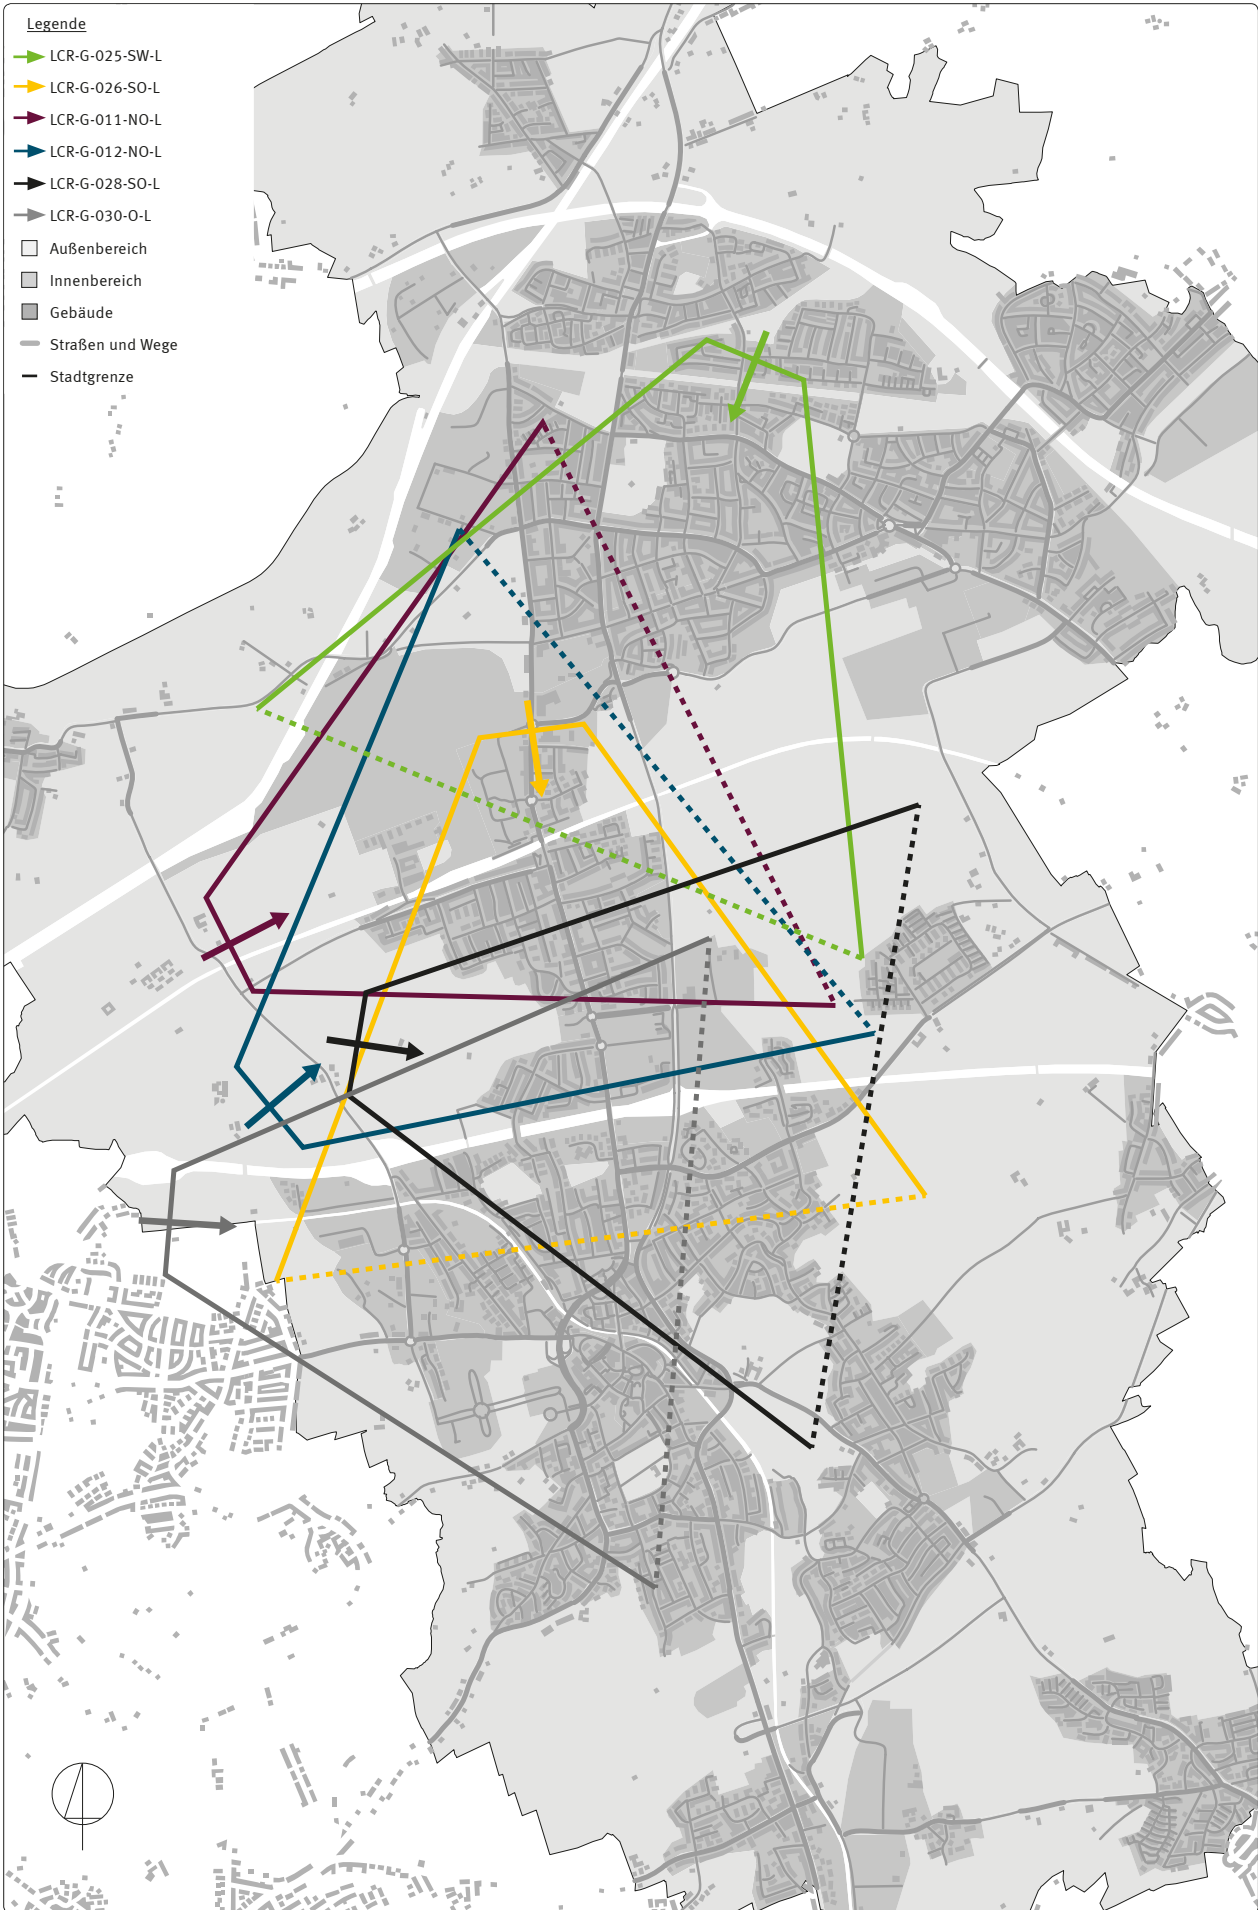 Legende
LCR-G-025-SW-L
LCR-G-026-SO-L
LCR-G-011-NO-L
LCR-G-012-NO-L
LCR-G-028-SO-L
LCR-G-030-O-L
Außenbereich
Innenbereich
Gebäude
Straßen und Wege
Stadtgrenze